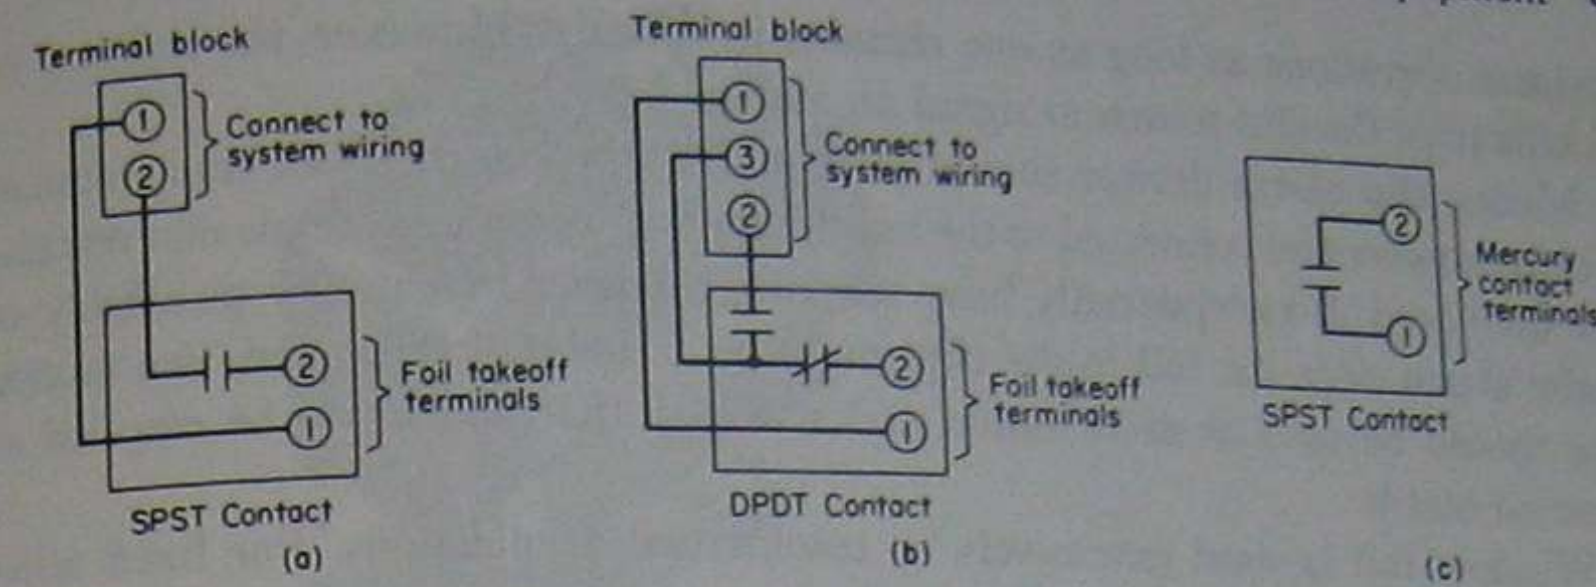 Terminal block
1
2
Connect to
system wiring
2
1
Foil takeoff
terminals
SPST Contact
(a)
Terminal block
1
3
2
Connect to
system wiring
2
1
Foil takeoff
terminals
DPDT Contact
(b)
2
1
Mercury
contact
terminals
SPST Contact
(c)